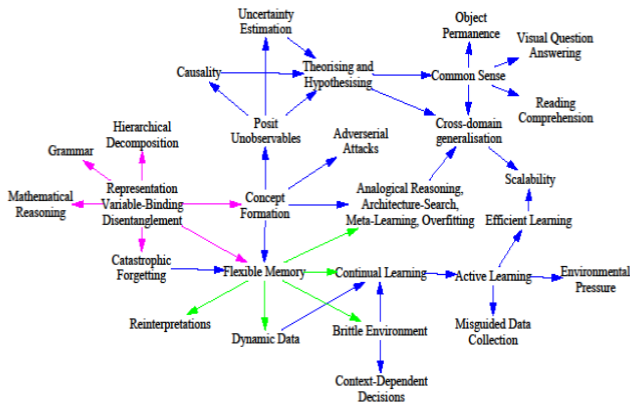 Uncertainty
Estimation
Object
Permanence
Visual Question
Answering
Causality
Theorising and
Hypothesising
Common Sense
Reading
Comprehension
Hierarchical
Decomposition
Posit
Unobservables
Adverserial
Attacks
Cross-domain
generalisation
Grammar
Scalability
Mathematical
Reasoning
Representation
Variable-Binding
Disentanglement
Concept
Formation
Analogical Reasoning,
Architecture-Search,
Meta-Learning, Overfitting
Efficient Learning
Catastrophic
Forgetting
Flexible Memory
Continual Learning
Active Learning
Environmental
Pressure
Reinterpretations
Dynamic Data
Brittle Environment
Misguided Data
Collection
Context-Dependent
Decisions